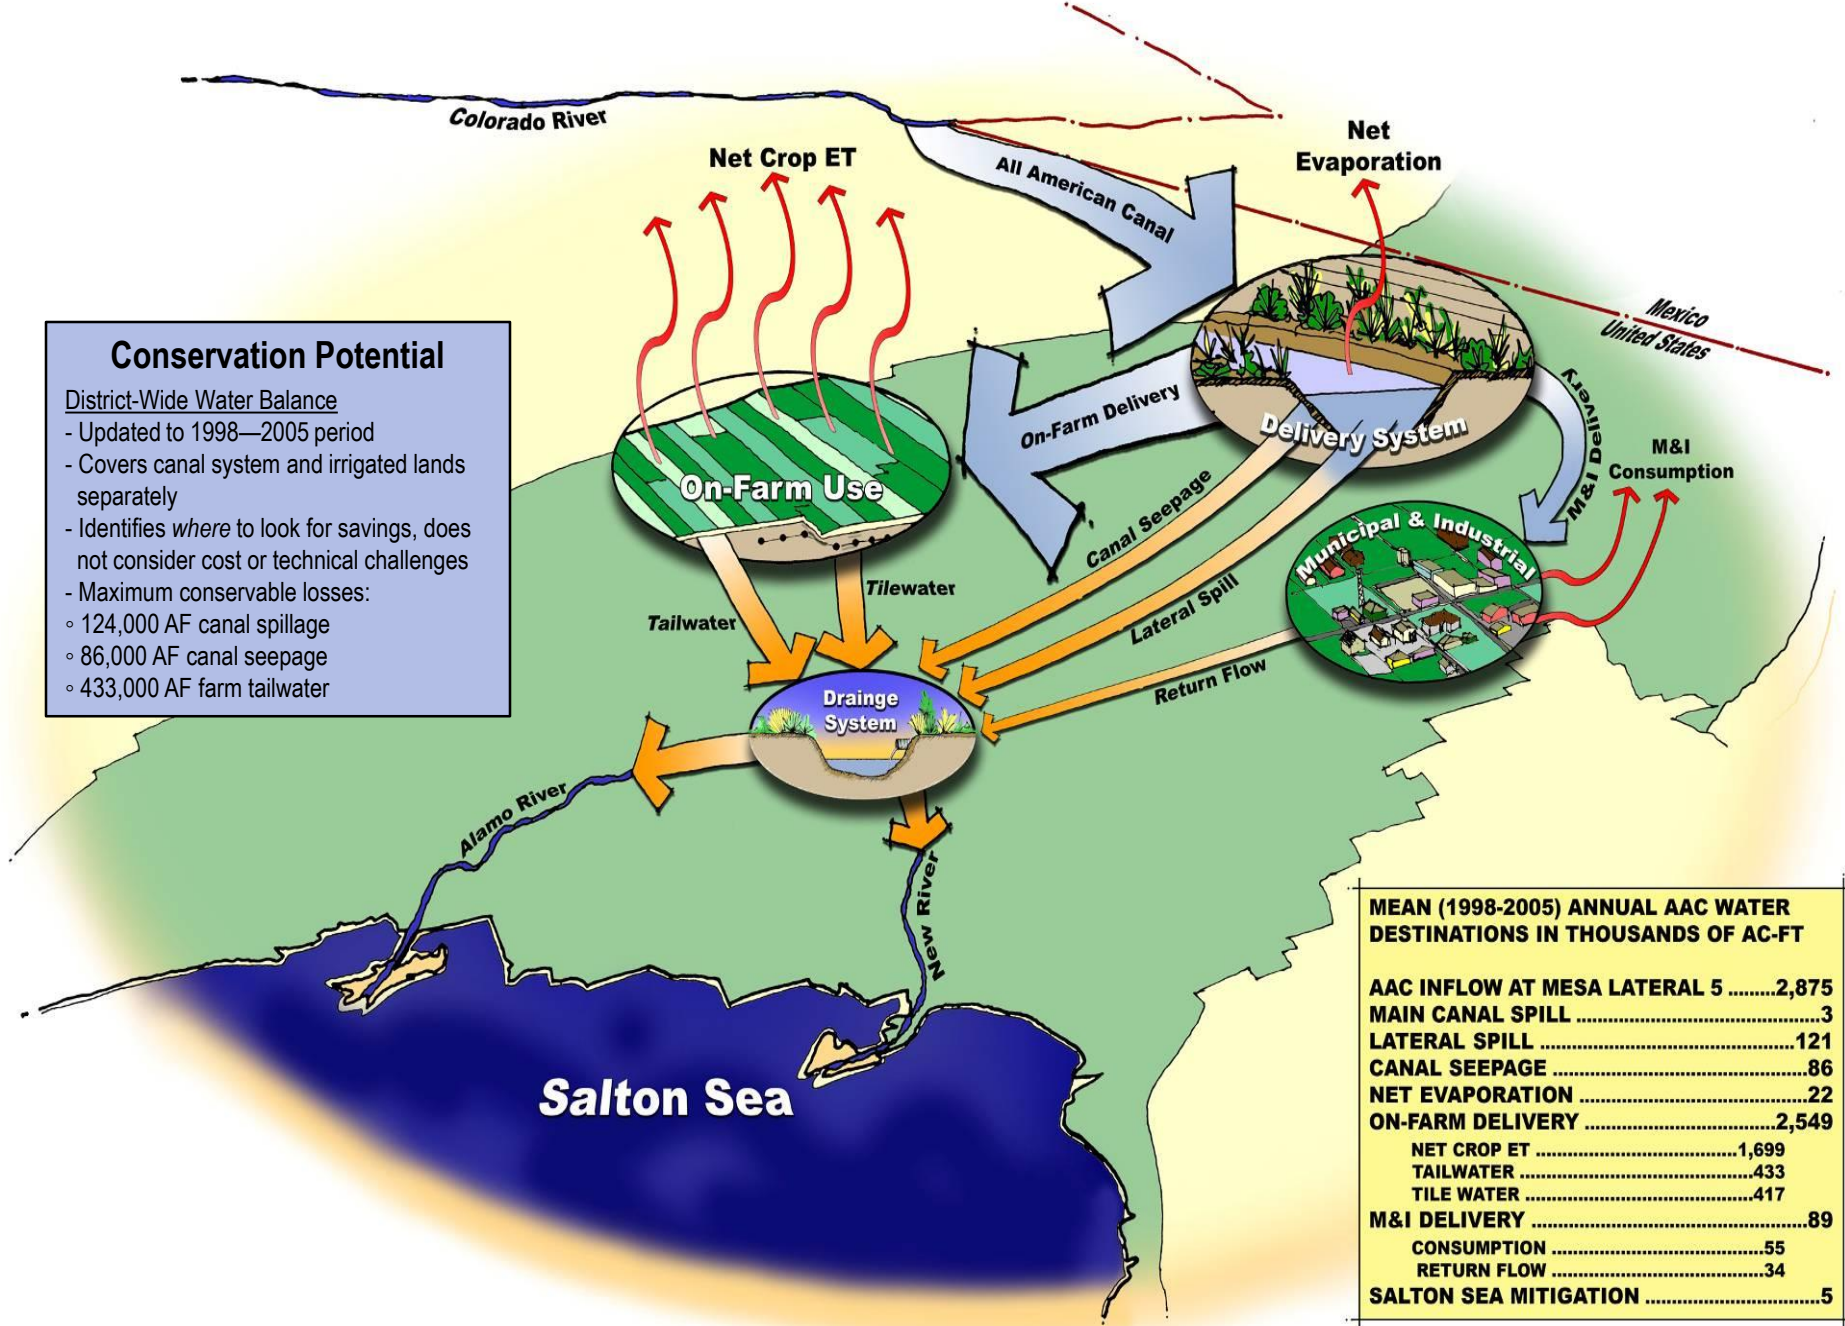 Colorado River
Net Crop ET
All American Canal
Net
Evaporation
Mexico
United States
Conservation Potential
District-Wide Water Balance
- Updated to 1998—2005 period
- Covers canal system and irrigated lands
separately
- Identifies where to look for savings, does
not consider cost or technical challenges
- Maximum conservable losses:
◦ 124,000 AF canal spillage
◦ 86,000 AF canal seepage
◦ 433,000 AF farm tailwater
On-Farm Delivery
Delivery System
M&I Delivery
M&I
Consumption
On-Farm Use
Canal Seepage
Municipal & Industrial
Tilewater
Tailwater
Lateral Spill
Return Flow
Drainge
System
Alamo River
New River
Salton Sea
MEAN (1998-2005) ANNUAL AAC WATER
DESTINATIONS IN THOUSANDS OF AC-FT
AAC INFLOW AT MESA LATERAL 5 .........2,875
MAIN CANAL SPILL ..............................................3
LATERAL SPILL ................................................121
CANAL SEEPAGE ................................................86
NET EVAPORATION ...........................................22
ON-FARM DELIVERY ....................................2,549
NET CROP ET ......................................1,699
TAILWATER ............................................433
TILE WATER ...........................................417
M&I DELIVERY ....................................................89
CONSUMPTION ........................................55
RETURN FLOW ........................................34
SALTON SEA MITIGATION .................................5